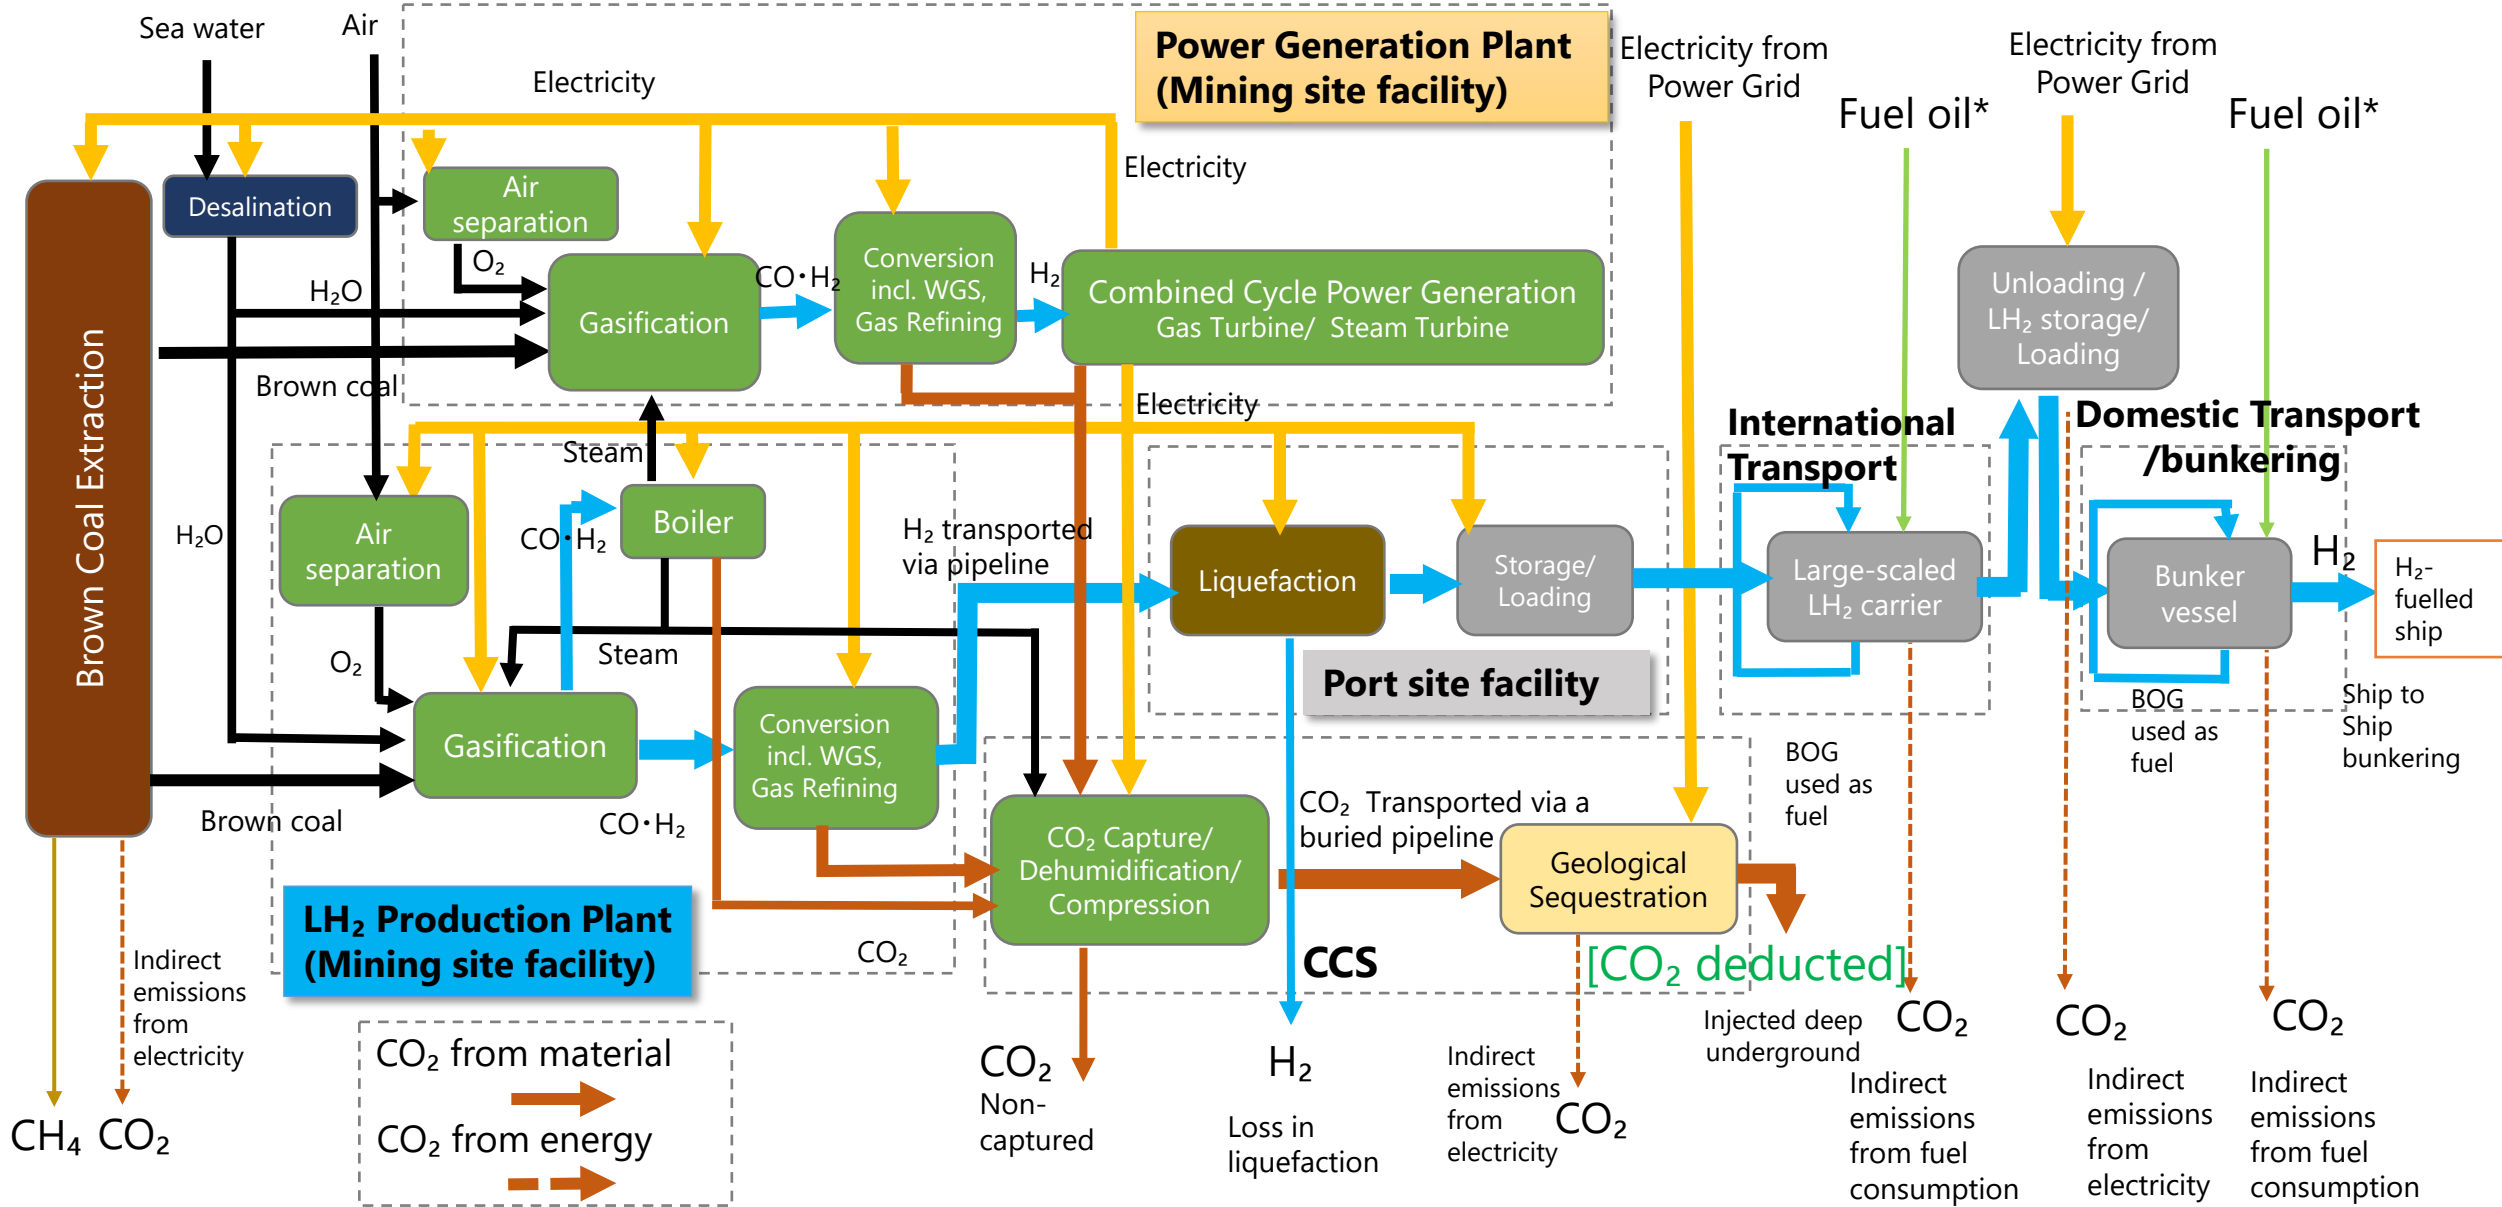 Sea water
Air
Electricity
Power Generation Plant
(Mining site facility)
Electricity from
Power Grid
Fuel oil*
Electricity from
Power Grid
Fuel oil*
Electricity
Desalination
Air
separation
O₂
H₂O
Gasification
CO・H₂
Conversion
incl. WGS,
Gas Refining
H₂
Combined Cycle Power Generation
Gas Turbine/ Steam Turbine
Unloading /
LH₂ storage/
Loading
Brown Coal Extraction
Brown coal
Electricity
Steam
International
Transport
Domestic Transport
/bunkering
H₂O
Air
separation
CO・H₂
Boiler
H₂ transported
via pipeline
Liquefaction
Storage/
Loading
Large-scaled
LH₂ carrier
Bunker
vessel
H₂
H₂-
fuelled
ship
O₂
Steam
Port site facility
Gasification
Conversion
incl. WGS,
Gas Refining
BOG
used as
fuel
BOG
used as
fuel
Ship to
Ship
bunkering
Brown coal
CO・H₂
CO₂ Capture/
Dehumidification/
Compression
CO₂ Transported via a
buried pipeline
Geological
Sequestration
LH₂ Production Plant
(Mining site facility)
CO₂
CCS
[CO₂ deducted]
Indirect
emissions
from
electricity
CO₂ from material
CO₂ from energy
CH₄
CO₂
CO₂
Non-
captured
H₂
Loss in
liquefaction
Indirect
emissions
from
electricity
CO₂
Injected deep
underground
CO₂
Indirect
emissions
from fuel
consumption
CO₂
Indirect
emissions
from
electricity
CO₂
Indirect
emissions
from fuel
consumption